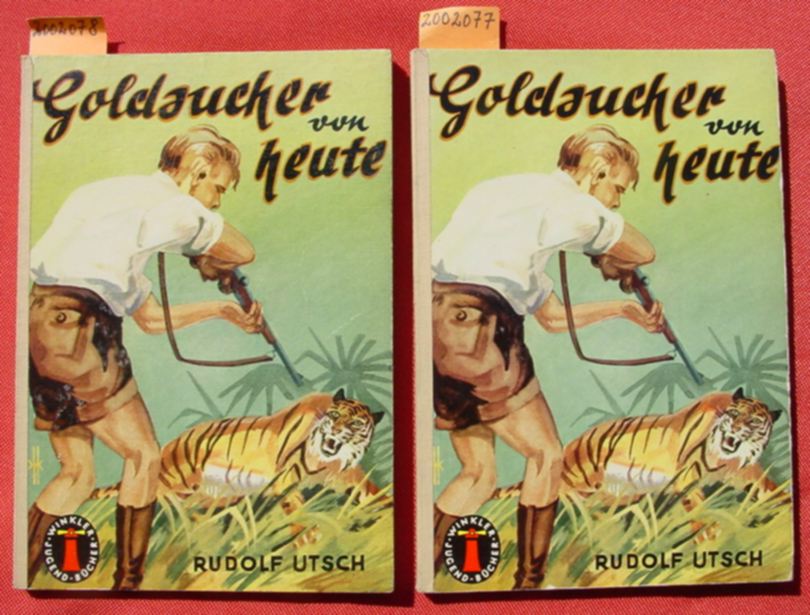 2002078
Goldsucher
von
heute
WINKLER
JUGEND-BÜCHER
RUDOLF UTSCH
2002077
Goldsucher
von
heute
WINKLER
JUGEND-BÜCHER
RUDOLF UTSCH